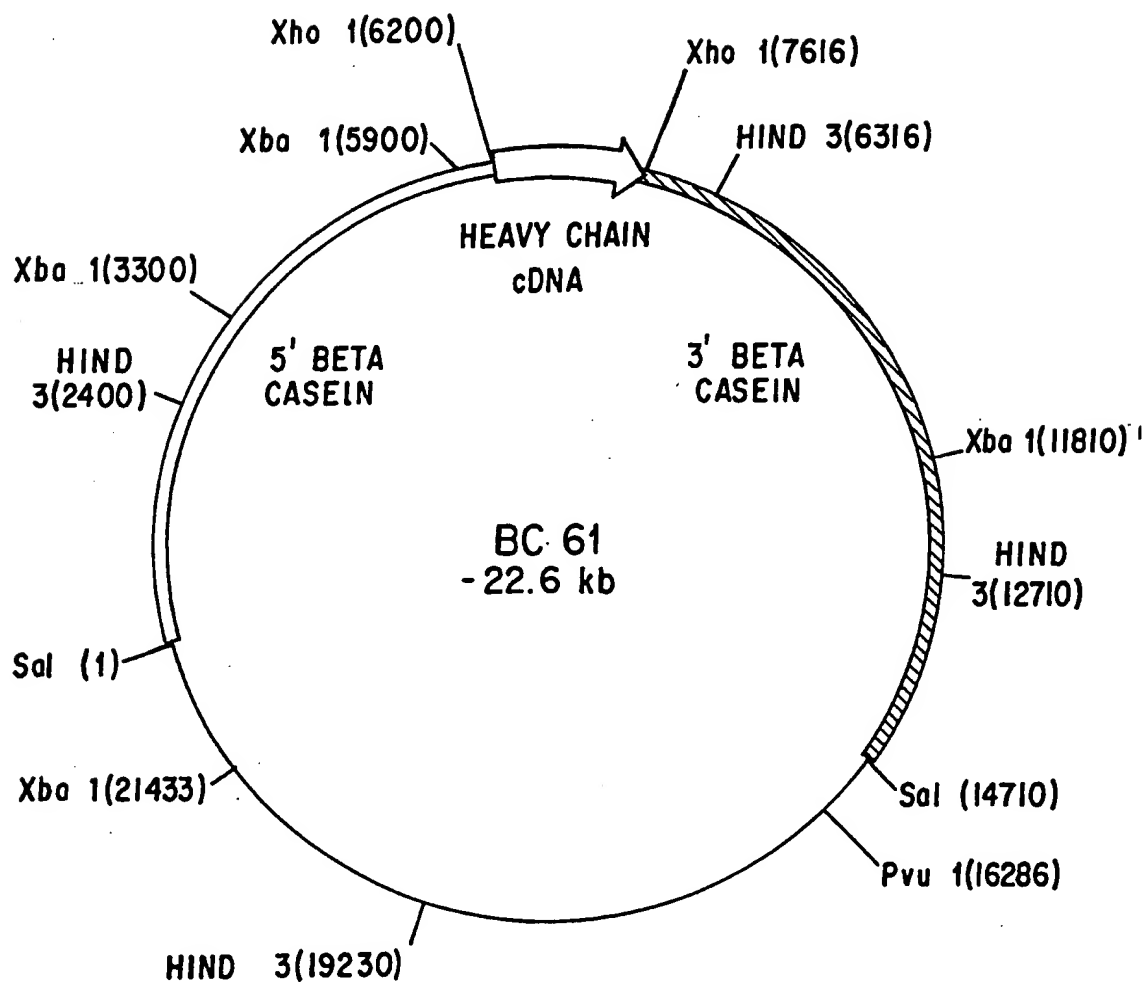 Xho 1(6200)
Xho 1(7616)
Xba 1(5900)
HIND 3(6316)
HEAVY CHAIN
cDNA
Xba 1(3300)
HIND
3(2400)
5' BETA
CASEIN
3' BETA
CASEIN
Xba 1(11810)
BC 61
-22.6 kb
HIND
3(12710)
Sal (1)
Xba 1(21433)
Sal (14710)
Pvu 1(16286)
HIND 3(19230)